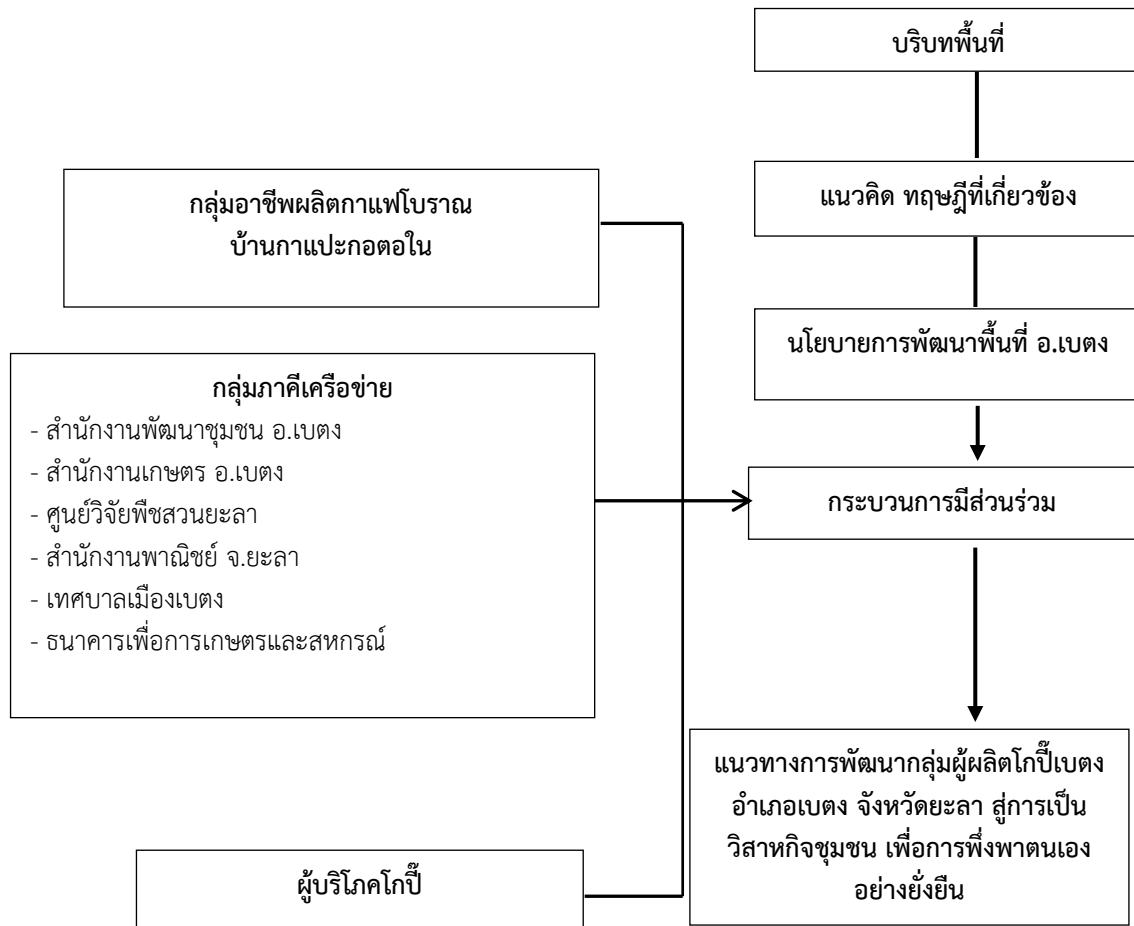 บริบทพื้นที่
แนวคิด ทฤษฎีที่เกี่ยวข้อง
กลุ่มอาชีพผลิตกาแฟโบราณ
บ้านกาแปะกอตอใน
นโยบายการพัฒนาพื้นที่ อ.เบตง
กลุ่มภาคีเครือข่าย
- สำนักงานพัฒนาชุมชน อ.เบตง
- สำนักงานเกษตร อ.เบตง
- ศูนย์วิจัยพืชสวนยะลา
- สำนักงานพาณิชย์ จ.ยะลา
- เทศบาลเมืองเบตง
- ธนาคารเพื่อการเกษตรและสหกรณ์
กระบวนการมีส่วนร่วม
แนวทางการพัฒนากลุ่มผู้ผลิตโกปี๊เบตง
อำเภอเบตง จังหวัดยะลา สู่การเป็น
วิสาหกิจชุมชน เพื่อการพึ่งพาตนเอง
อย่างยั่งยืน
ผู้บริโภคโกปี๊